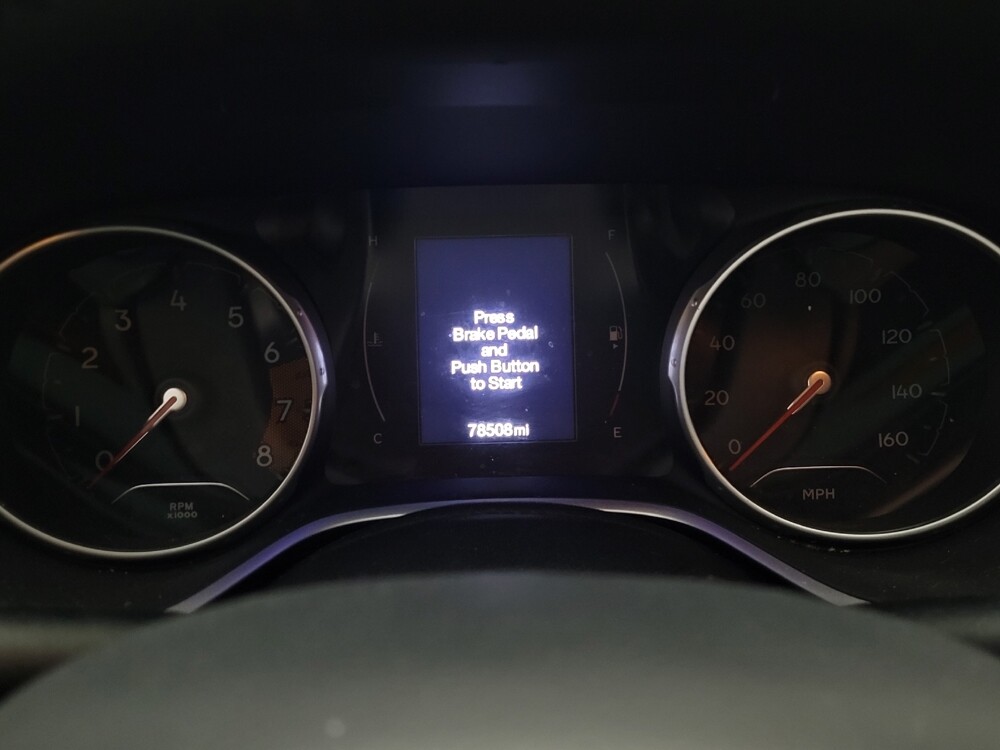 H
F
C
E
Press
Brake Pedal
and
Push Button
to Start
78508mi
0
1
2
3
4
5
6
7
8
RPM
x1000
0
20
40
60
80
100
120
140
160
MPH